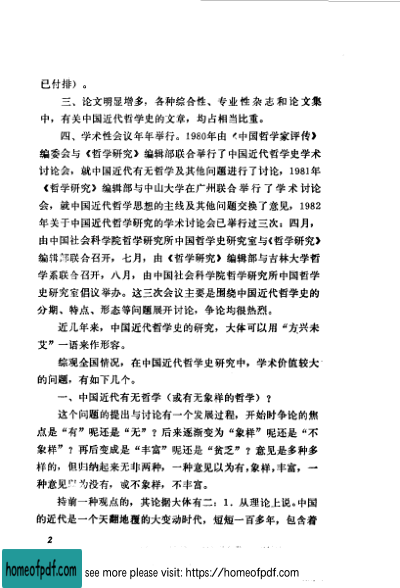 已付排）。
三、论文明显增多，各种综合性、专业性杂志和论文集
中，有关中国近代哲学史的文章，均占相当比重。
四、学术性会议年年举行。1980年由《中国哲学家评传》
编委会与《哲学研究》编辑部联合举行了中国近代哲学史学术
讨论会，就中国近代有无哲学及其他问题进行了讨论，1981年
《哲学研究》编辑部与中山大学在广州联合举行了学术讨论
会，就中国近代哲学思想的主线及其他问题交换了意见，1982
年关于中国近代哲学研究的学术讨论会已举行过三次：四月，
由中国社会科学院哲学研究所中国哲学史研究室与《哲学研究》
编辑部联合召开，七月，由《哲学研究》编辑部与吉林大学哲
学系联合召开，八月，由中国社会科学院哲学研究所中国哲学
史研究室倡议举办。这三次会议主要是围绕中国近代哲学史的
分期、特点、形态等问题展开讨论，争论均很热烈。
近几年来，中国近代哲学史的研究，大体可以用“方兴未
艾”一语来作形容。
综观全国情况，在中国近代哲学史研究中，学术价值较大
的问题，有如下几个。
一、中国近代有无哲学（或有无象样的哲学）？
这个问题的提出与讨论有一个发展过程，开始时争论的焦
点是“有”呢还是“无”？后来逐渐变为“象样”呢还是“不
象样”？再后变成是“丰富”呢还是“贫乏”？意见是多种多
样的，但归纳起来无非两种，一种意见以为有，象样，丰富，一
种意见以为没有，或不象样，不丰富。
持前一种观点的，其论据大体有二：1．从理论上说。中国
的近代是一个天翻地覆的大变动时代，短短一百多年，包含着
2
homeofpdf.com
see more please visit: https://homeofpdf.com